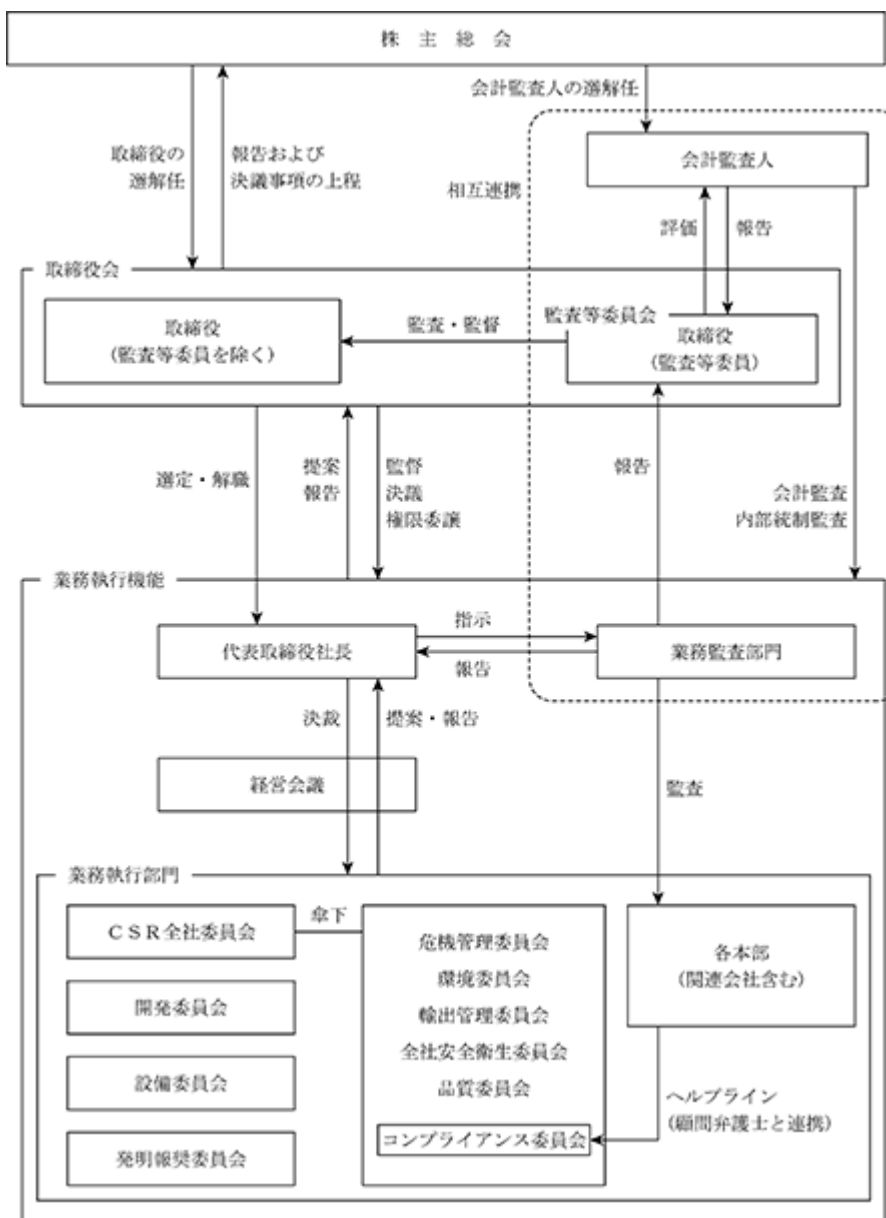 株主総会
会計監査人の選解任
取締役の
選解任
報告および
決議事項の上程
相互連携
会計監査人
評価
報告
取締役会
取締役
(監査等委員を除く)
監査・監督
監査等委員会
取締役
(監査等委員)
選定・解職
提案
報告
監督
決議
権限委譲
報告
会計監査
内部統制監査
業務執行機能
代表取締役社長
指示
報告
業務監査部門
決裁
提案・報告
経営会議
監査
業務執行部門
CSR全社委員会
傘下
開発委員会
設備委員会
発明報奨委員会
危機管理委員会
環境委員会
輸出管理委員会
全社安全衛生委員会
品質委員会
コンプライアンス委員会
各本部
(関連会社含む)
ヘルプライン
(顧問弁護士と連携)